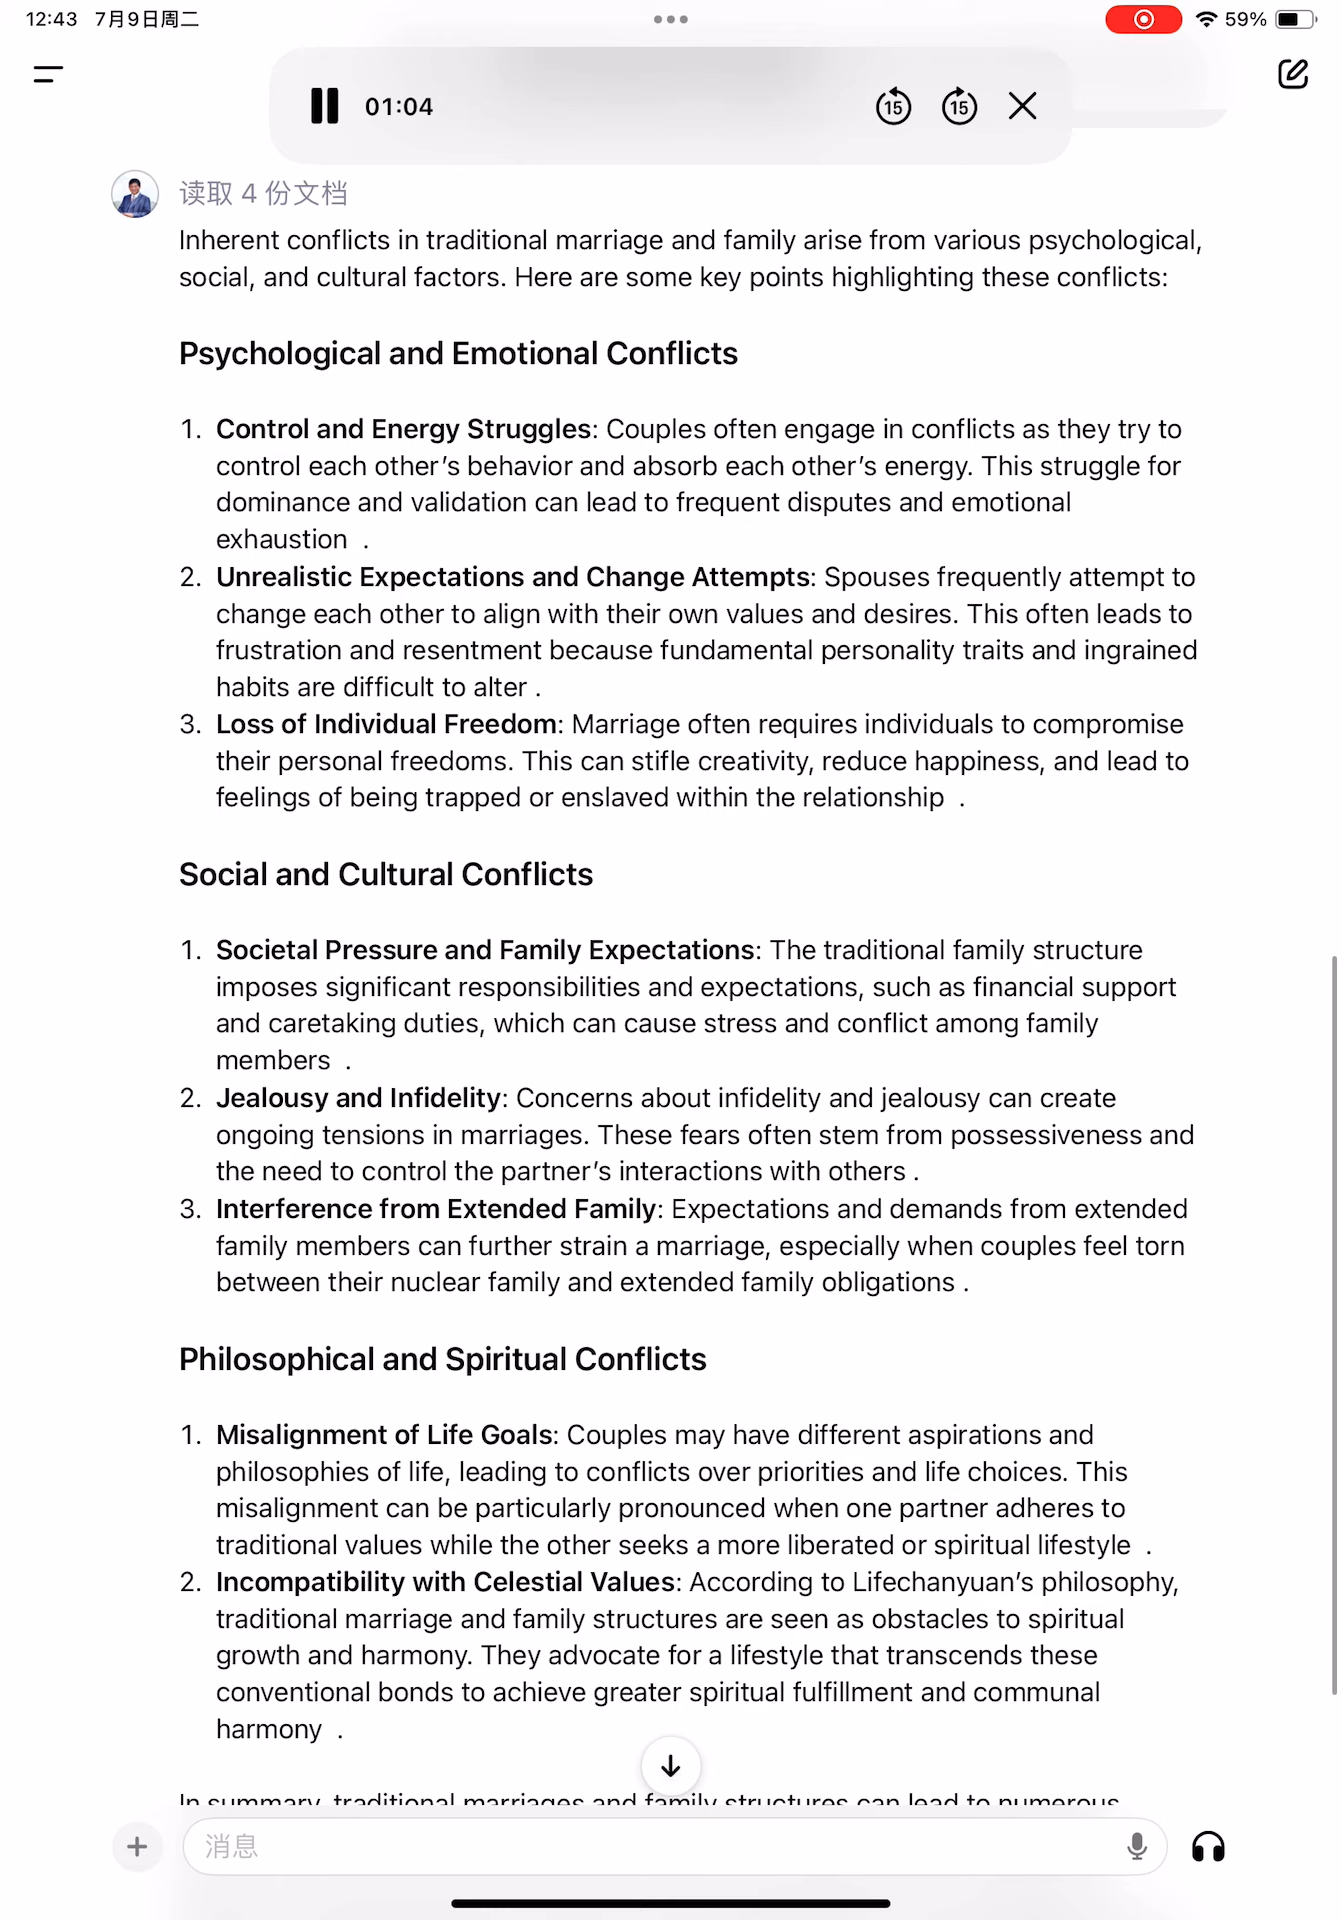 12:43 7月9日周二
59%
01:04
15 15
读取 4 份文档
Inherent conflicts in traditional marriage and family arise from various psychological,
social, and cultural factors. Here are some key points highlighting these conflicts:
Psychological and Emotional Conflicts
1. Control and Energy Struggles: Couples often engage in conflicts as they try to
control each other’s behavior and absorb each other’s energy. This struggle for
dominance and validation can lead to frequent disputes and emotional
exhaustion .
2. Unrealistic Expectations and Change Attempts: Spouses frequently attempt to
change each other to align with their own values and desires. This often leads to
frustration and resentment because fundamental personality traits and ingrained
habits are difficult to alter .
3. Loss of Individual Freedom: Marriage often requires individuals to compromise
their personal freedoms. This can stifle creativity, reduce happiness, and lead to
feelings of being trapped or enslaved within the relationship .
Social and Cultural Conflicts
1. Societal Pressure and Family Expectations: The traditional family structure
imposes significant responsibilities and expectations, such as financial support
and caretaking duties, which can cause stress and conflict among family
members .
2. Jealousy and Infidelity: Concerns about infidelity and jealousy can create
ongoing tensions in marriages. These fears often stem from possessiveness and
the need to control the partner’s interactions with others .
3. Interference from Extended Family: Expectations and demands from extended
family members can further strain a marriage, especially when couples feel torn
between their nuclear family and extended family obligations .
Philosophical and Spiritual Conflicts
1. Misalignment of Life Goals: Couples may have different aspirations and
philosophies of life, leading to conflicts over priorities and life choices. This
misalignment can be particularly pronounced when one partner adheres to
traditional values while the other seeks a more liberated or spiritual lifestyle .
2. Incompatibility with Celestial Values: According to Lifechanyuan’s philosophy,
traditional marriage and family structures are seen as obstacles to spiritual
growth and harmony. They advocate for a lifestyle that transcends these
conventional bonds to achieve greater spiritual fulfillment and communal
harmony .
In summary, traditional marriages and family structures can lead to numerous
消息